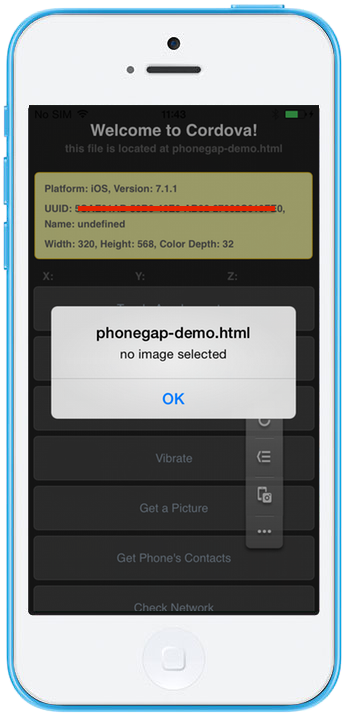 No SIM 11:43
Welcome to Cordova!
this file is located at phonegap-demo.html
Platform: iOS, Version: 7.1.1
UUID: 0,
Name: undefined
Width: 320, Height: 568, Color Depth: 32
X: Y: Z:
phonegap-demo.html
no image selected
OK
Vibrate
Get a Picture
Get Phone's Contacts
Check Network